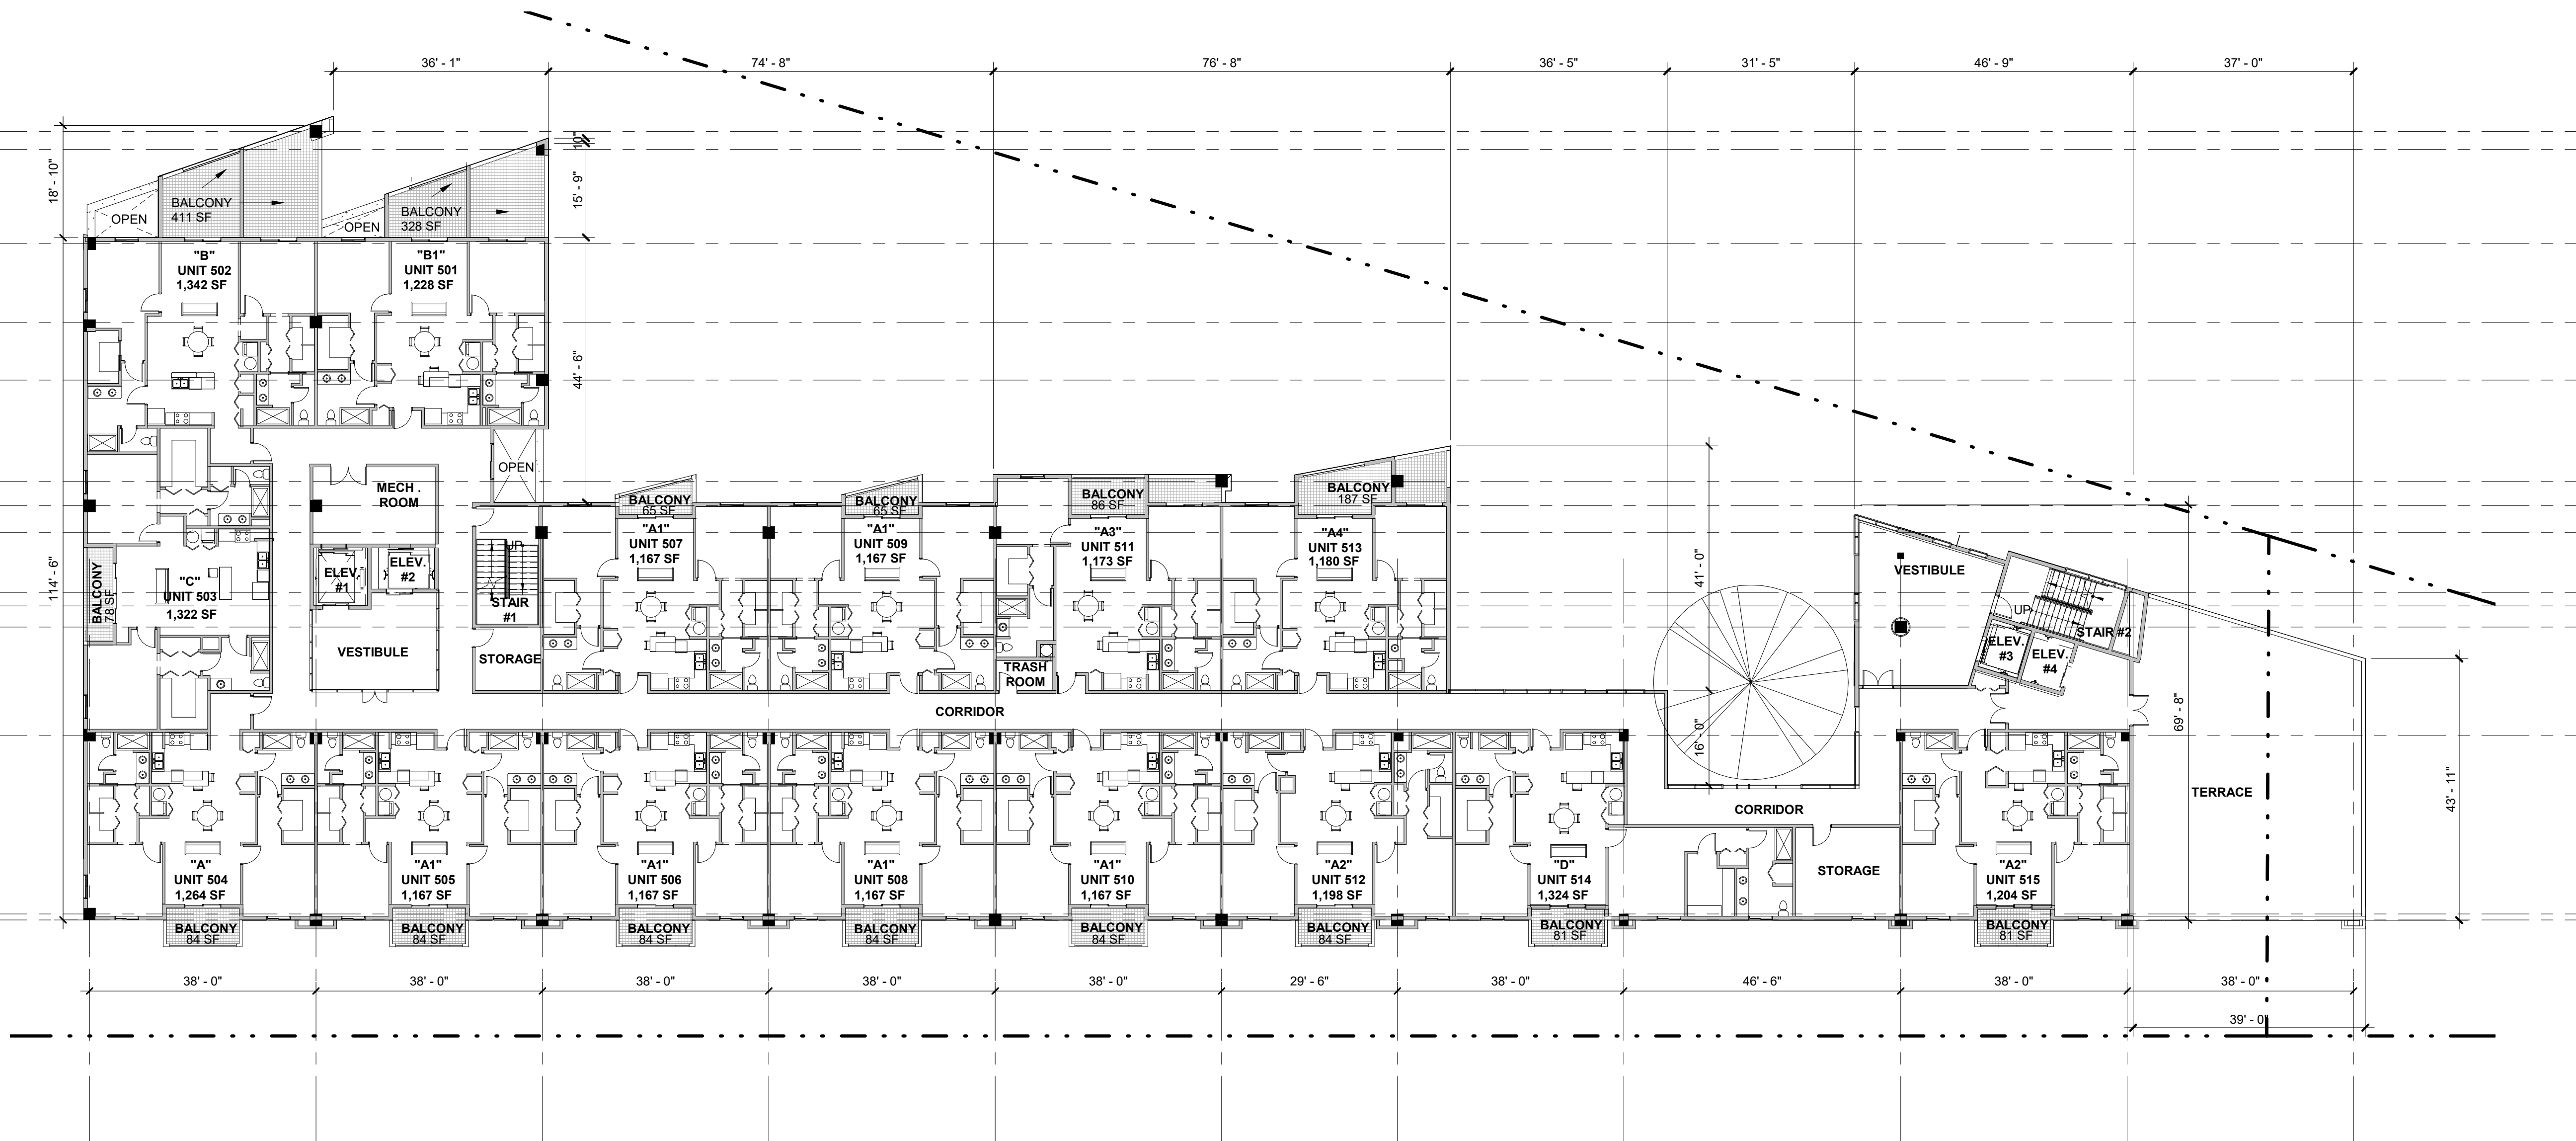 36' - 1"
74' - 8"
76' - 8"
36' - 5"
31' - 5"
46' - 9"
37' - 0"
18' - 10"
10"
15' - 9"
BALCONY
411 SF
OPEN
BALCONY
328 SF
OPEN
"B"
UNIT 502
1,342 SF
"B1"
UNIT 501
1,228 SF
44' - 6"
OPEN
MECH .
ROOM
BALCONY
65 SF
BALCONY
65 SF
BALCONY
86 SF
BALCONY
187 SF
"A1"
UNIT 507
1,167 SF
"A1"
UNIT 509
1,167 SF
"A3"
UNIT 511
1,173 SF
"A4"
UNIT 513
1,180 SF
UP
STAIR
#1
ELEV.
#1
ELEV.
#2
114' - 6"
BALCONY
78 SF
"C"
UNIT 503
1,322 SF
41' - 0"
VESTIBULE
UP
STAIR #2
ELEV.
#3
ELEV.
#4
VESTIBULE
STORAGE
TRASH
ROOM
CORRIDOR
16' - 0"
69' - 8"
43' - 11"
TERRACE
CORRIDOR
STORAGE
"A"
UNIT 504
1,264 SF
"A1"
UNIT 505
1,167 SF
"A1"
UNIT 506
1,167 SF
"A1"
UNIT 508
1,167 SF
"A1"
UNIT 510
1,167 SF
"A2"
UNIT 512
1,198 SF
"D"
UNIT 514
1,324 SF
"A2"
UNIT 515
1,204 SF
BALCONY
84 SF
BALCONY
84 SF
BALCONY
84 SF
BALCONY
84 SF
BALCONY
84 SF
BALCONY
84 SF
BALCONY
81 SF
BALCONY
81 SF
38' - 0"
38' - 0"
38' - 0"
38' - 0"
38' - 0"
29' - 6"
38' - 0"
46' - 6"
38' - 0"
38' - 0"
39' - 0"